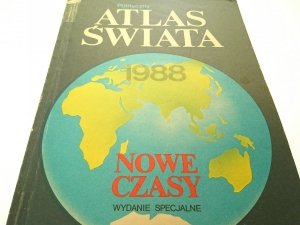 Polityczny
ATLAS
ŚWIATA
1988
NOWE
CZASY
WYDANIE SPECJALNE